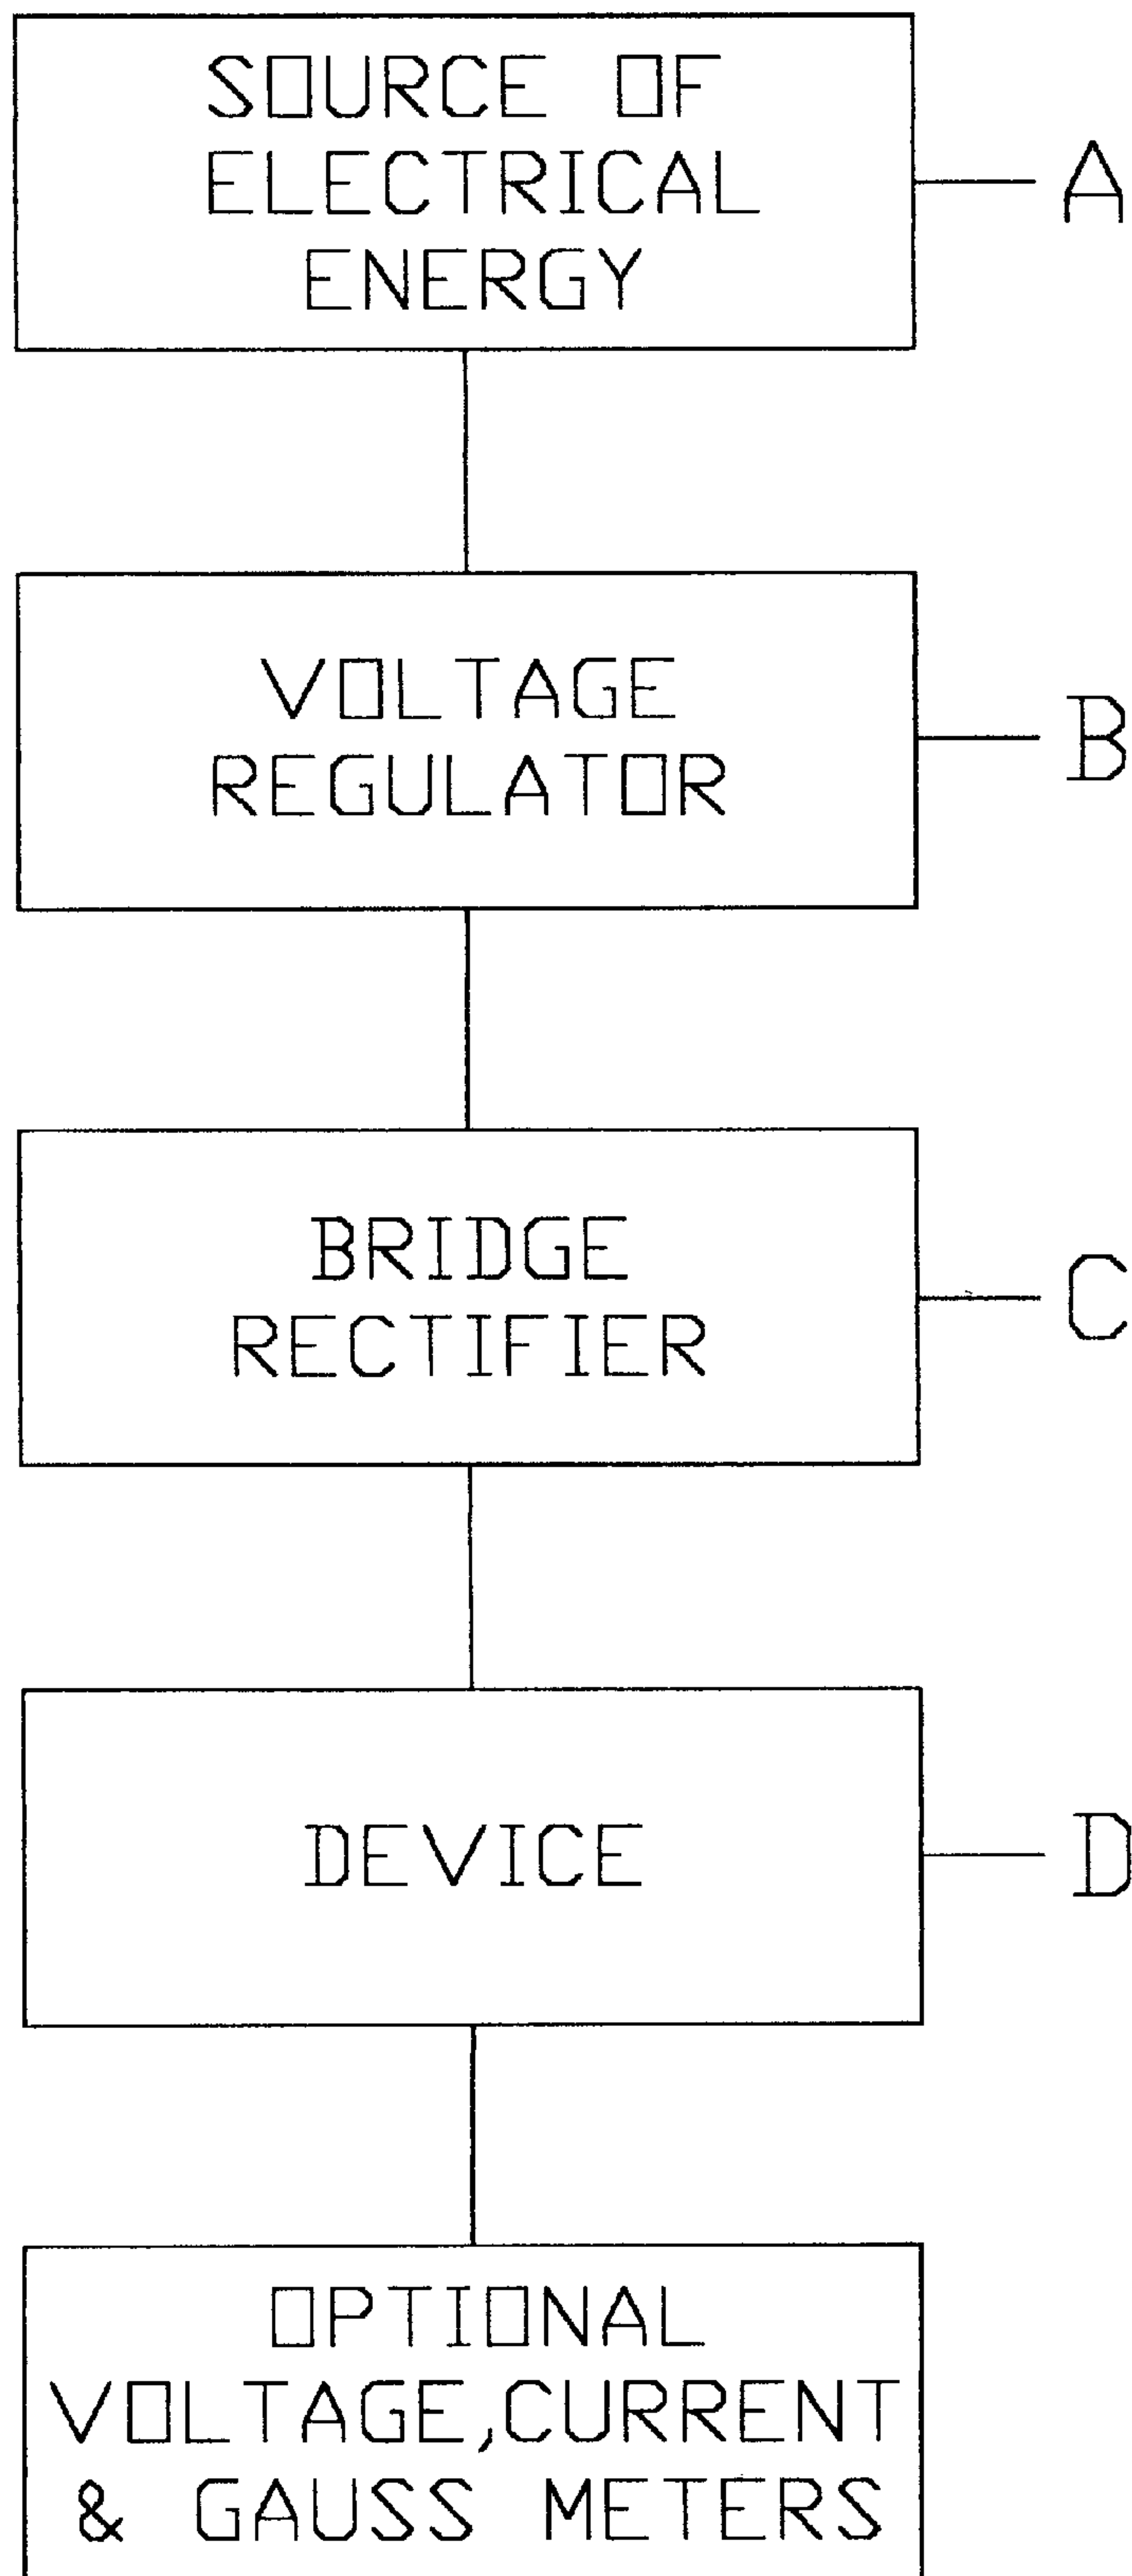 SOURCE OF
ELECTRICAL
ENERGY
A
VOLTAGE
REGULATOR
B
BRIDGE
RECTIFIER
C
DEVICE
D
OPTIONAL
VOLTAGE,CURRENT
& GAUSS METERS